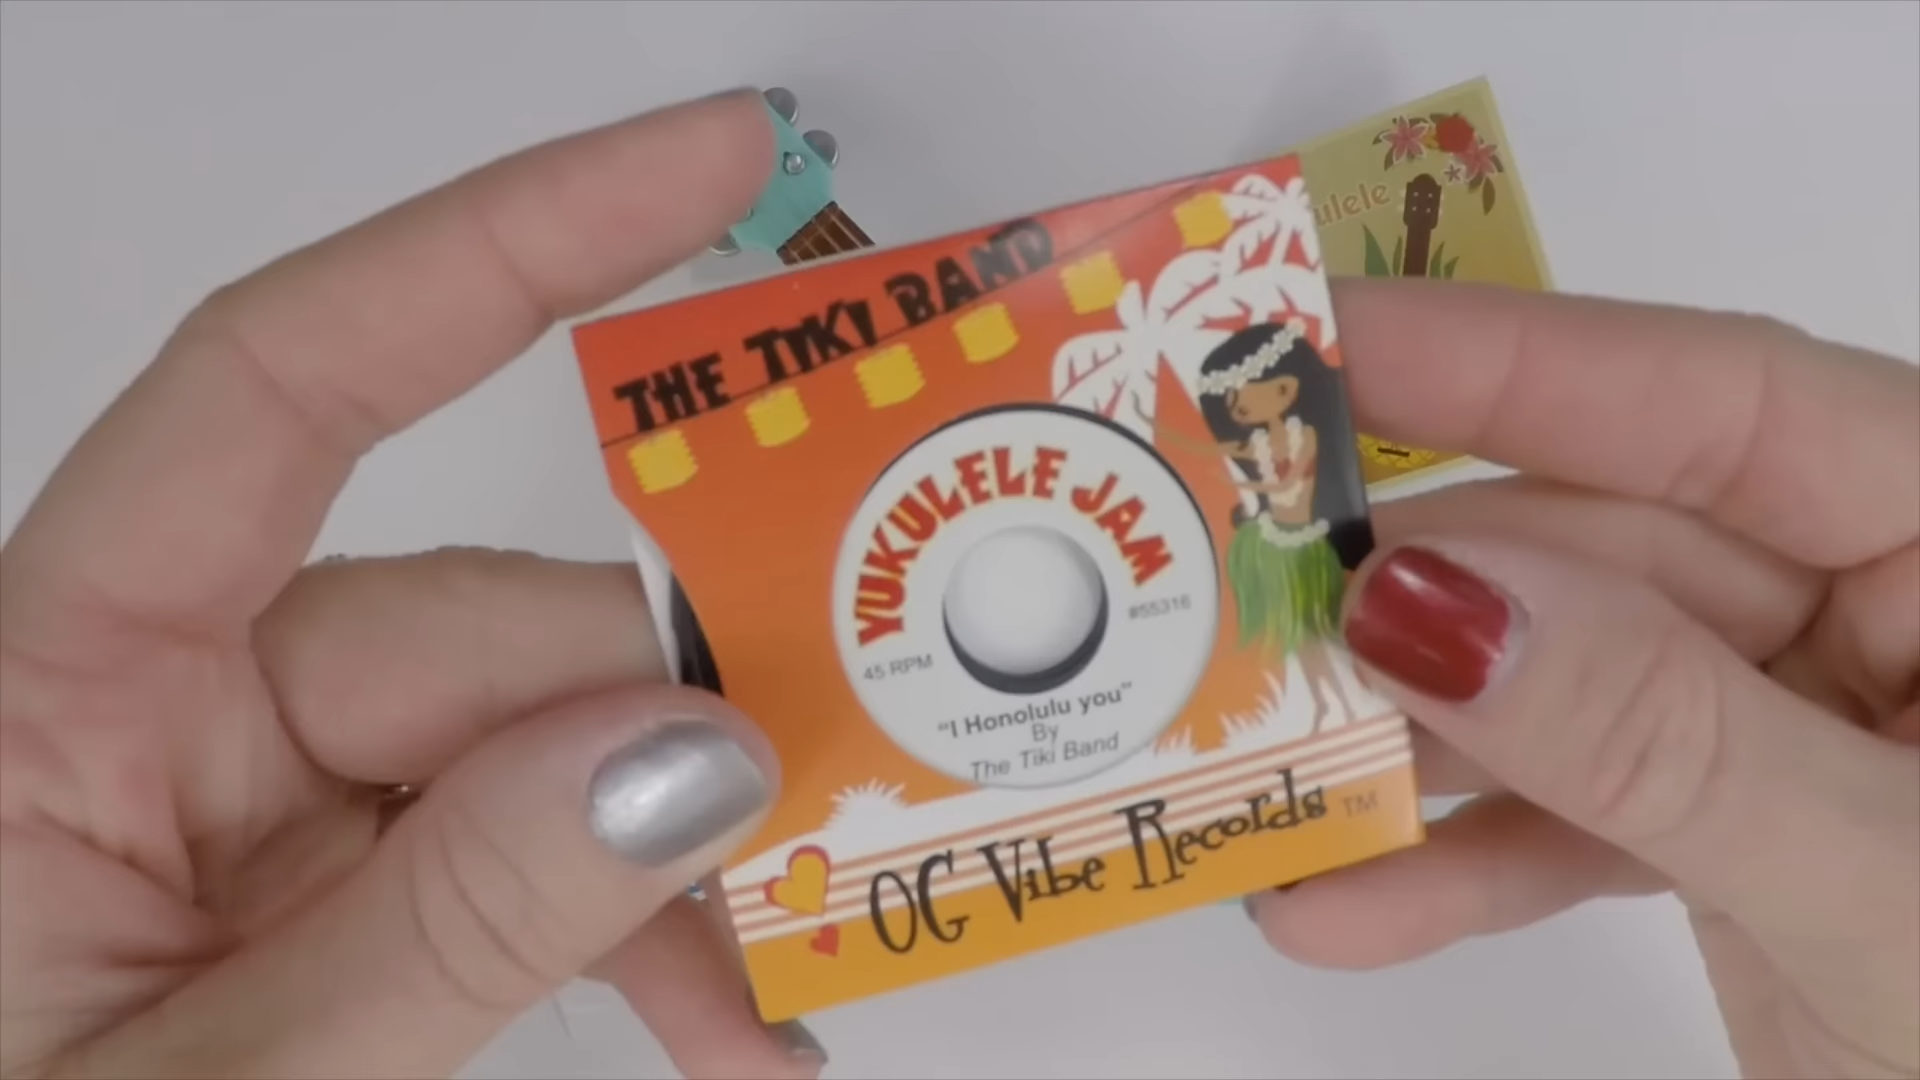 THE TIKI BAND
ulele
YUKULELE JAM
45 RPM
#55316
"I Honolulu you"
By
The Tiki Band
OG Vibe Records TM